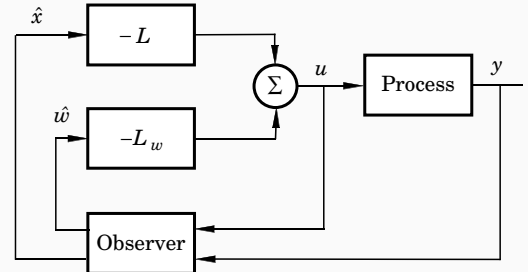 x̂
− L
u
y
Σ
Process
ŵ
−L_w
Observer